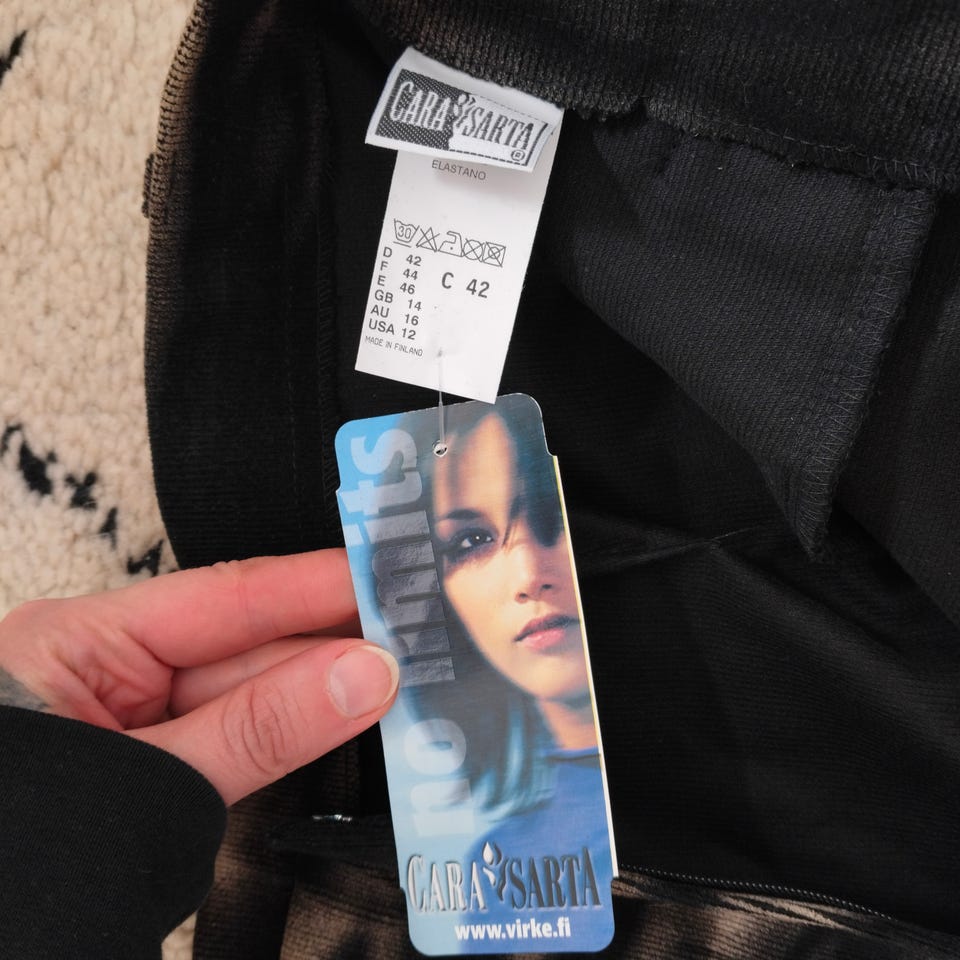 CARA SARTA
®
ELASTANO
30
D 42
F 44
E 46
GB 14
AU 16
USA 12
C 42
MADE IN FINLAND
no limits
CARA SARTA
www.virke.fi